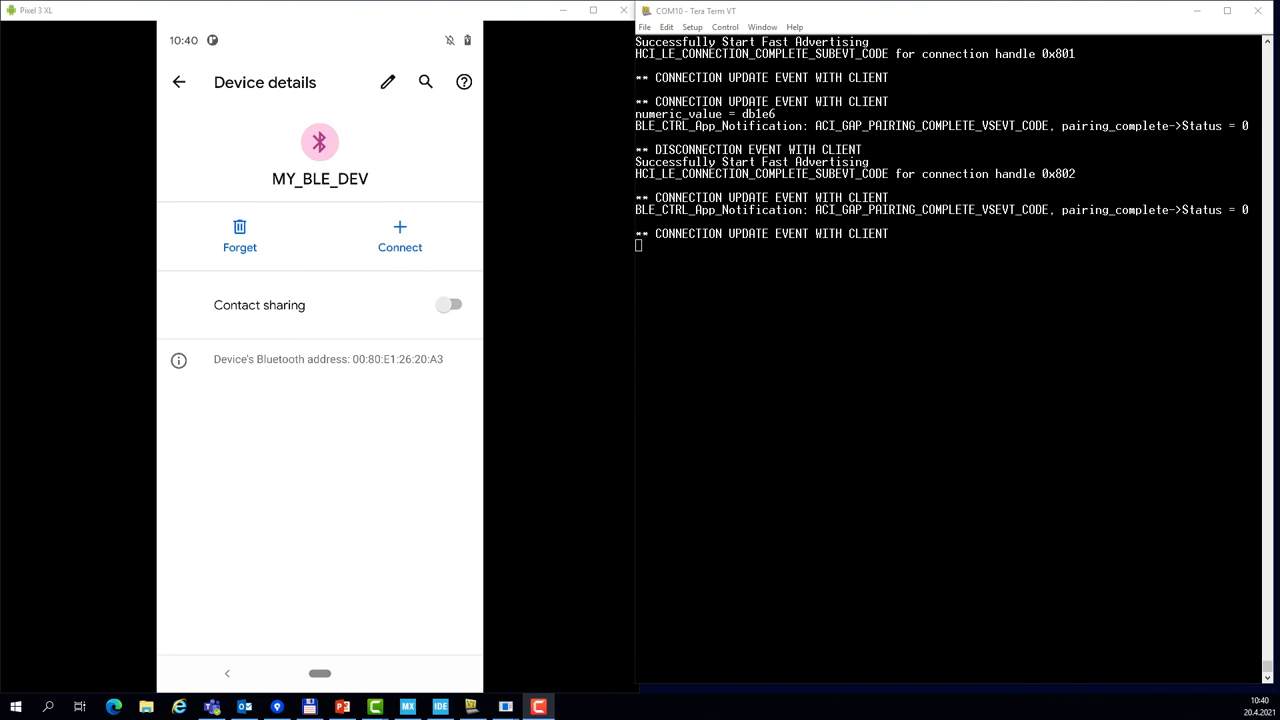 Pixel 3 XL
10:40
Device details
MY_BLE_DEV
Forget
Connect
Contact sharing
Device's Bluetooth address: 00:80:E1:26:20:A3
COM10 - Tera Term VT
File Edit Setup Control Window Help
Successfully Start Fast Advertising
HCI_LE_CONNECTION_COMPLETE_SUBEVT_CODE for connection handle 0x801
** CONNECTION UPDATE EVENT WITH CLIENT
** CONNECTION UPDATE EVENT WITH CLIENT
numeric_value = db1e6
BLE_CTRL_App_Notification: ACI_GAP_PAIRING_COMPLETE_VSEVT_CODE, pairing_complete->Status = 0
** DISCONNECTION EVENT WITH CLIENT
Successfully Start Fast Advertising
HCI_LE_CONNECTION_COMPLETE_SUBEVT_CODE for connection handle 0x802
** CONNECTION UPDATE EVENT WITH CLIENT
BLE_CTRL_App_Notification: ACI_GAP_PAIRING_COMPLETE_VSEVT_CODE, pairing_complete->Status = 0
** CONNECTION UPDATE EVENT WITH CLIENT
MX
IDE
10:40
20.4.2021